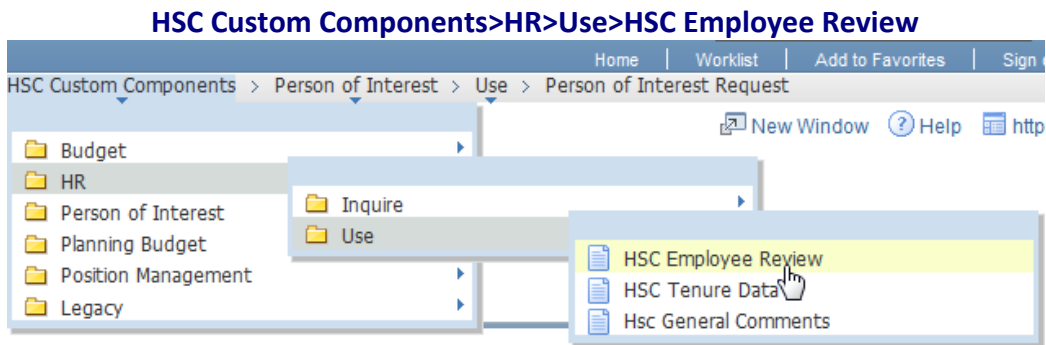 HSC Custom Components>HR>Use>HSC Employee Review
Home | Worklist | Add to Favorites | Sign
HSC Custom Components > Person of Interest > Use > Person of Interest Request
New Window ? Help http
Budget
HR
Person of Interest
Planning Budget
Position Management
Legacy
Inquire
Use
HSC Employee Review
HSC Tenure Data
Hsc General Comments